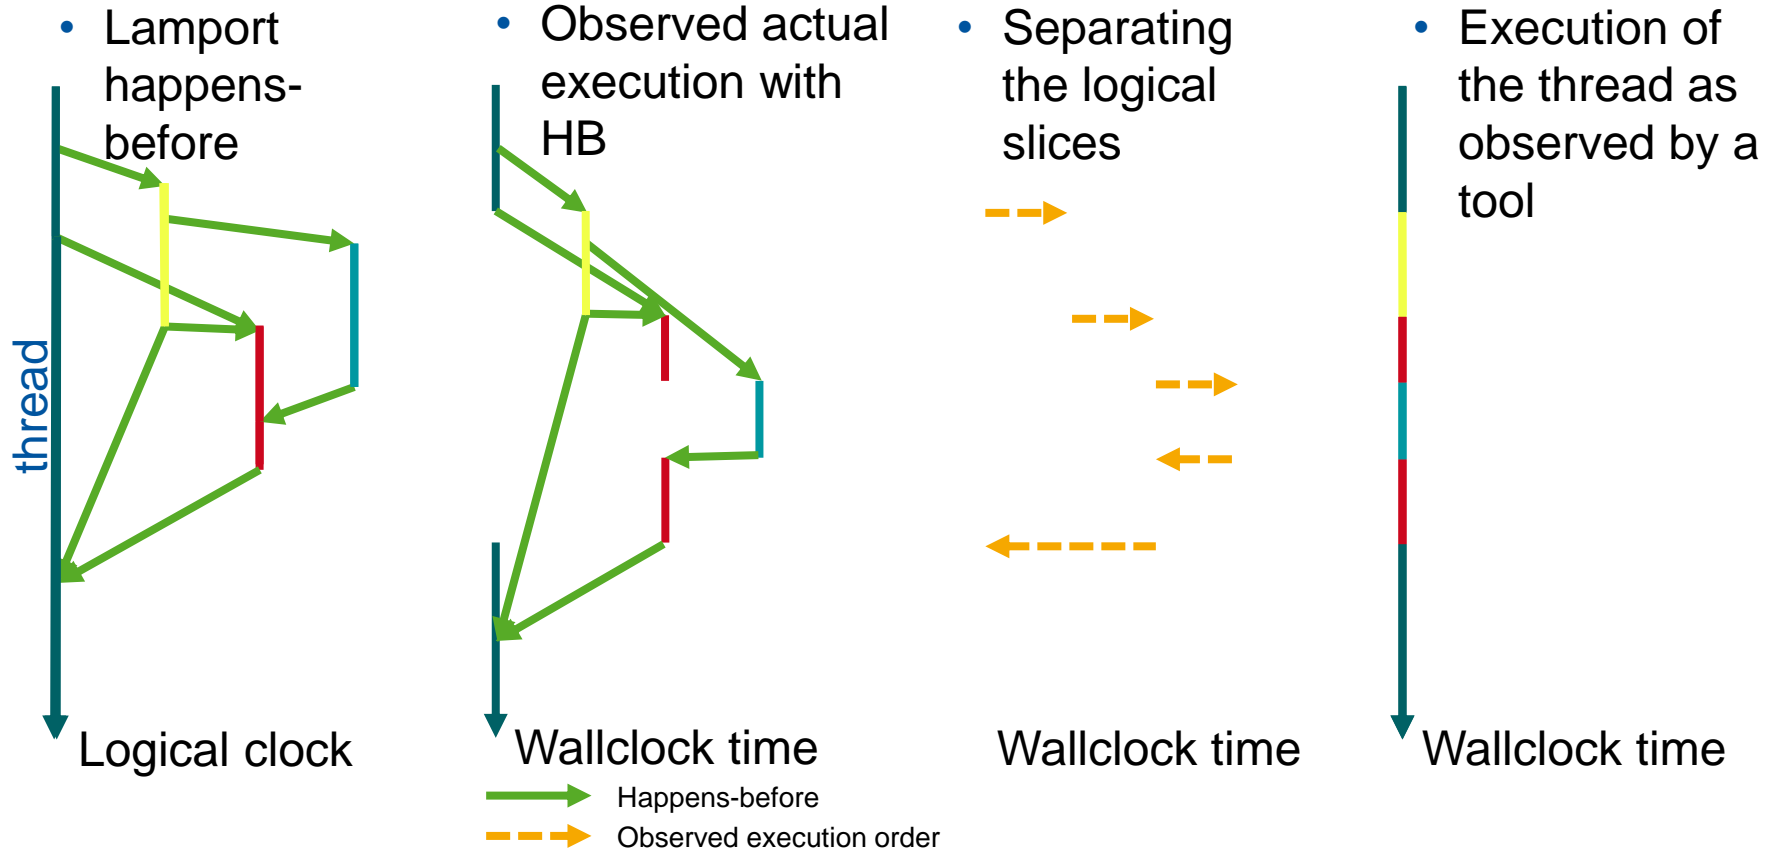 • Lamport
happens-
before
• Observed actual
execution with
HB
• Separating
the logical
slices
• Execution of
the thread as
observed by a
tool
thread
Logical clock
Wallclock time
Wallclock time
Wallclock time
Happens-before
Observed execution order